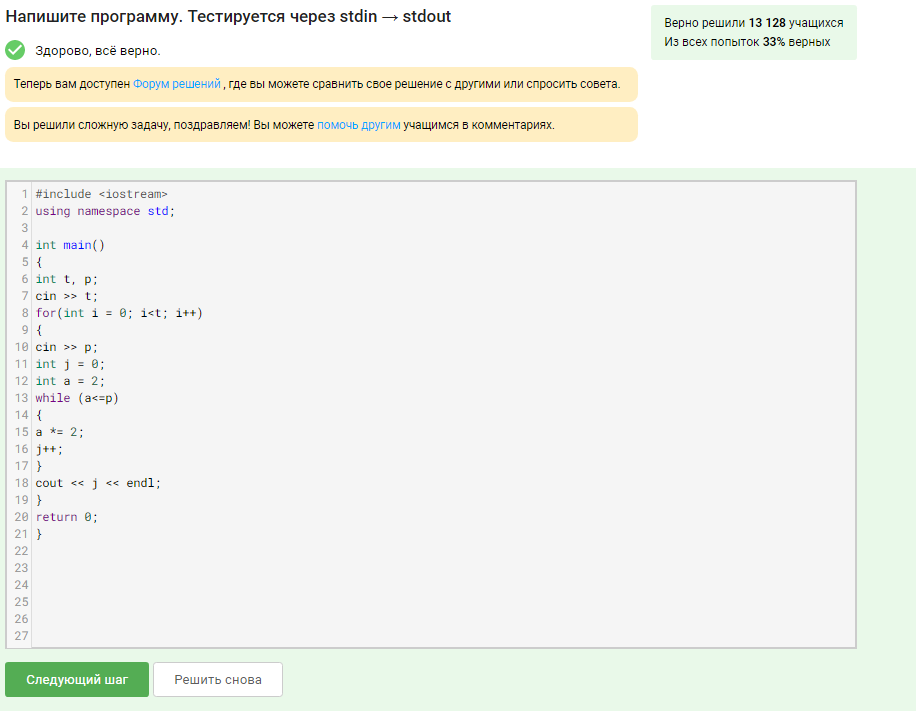 Напишите программу. Тестируется через stdin → stdout
Верно решили 13 128 учащихся
Из всех попыток 33% верных
Здорово, всё верно.
Теперь вам доступен Форум решений , где вы можете сравнить свое решение с другими или спросить совета.
Вы решили сложную задачу, поздравляем! Вы можете помочь другим учащимся в комментариях.
1 #include <iostream>
2 using namespace std;
3
4 int main()
5 {
6 int t, p;
7 cin >> t;
8 for(int i = 0; i<t; i++)
9 {
10 cin >> p;
11 int j = 0;
12 int a = 2;
13 while (a<=p)
14 {
15 a *= 2;
16 j++;
17 }
18 cout << j << endl;
19 }
20 return 0;
21 }
22
23
24
25
26
27
Следующий шаг
Решить снова